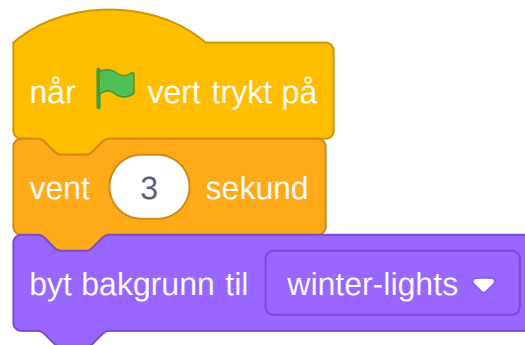 når vert trykt på
vent 3 sekund
byt bakgrunn til winter-lights